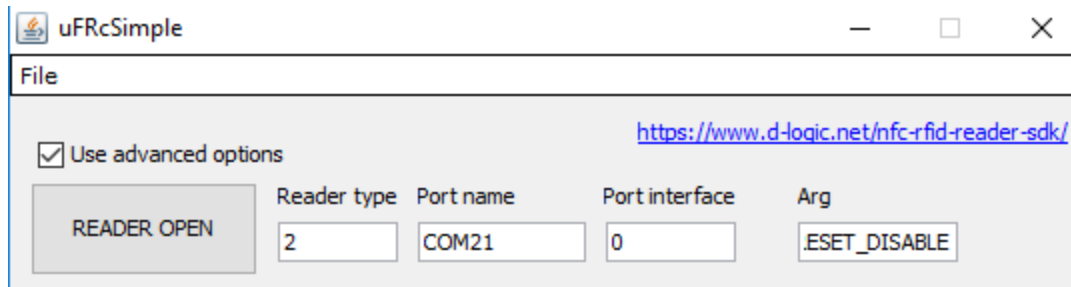 uFRcSimple
File
https://www.d-logic.net/nfc-rfid-reader-sdk/
Use advanced options
READER OPEN
Reader type Port name Port interface Arg
2 COM21 0 .ESET_DISABLE